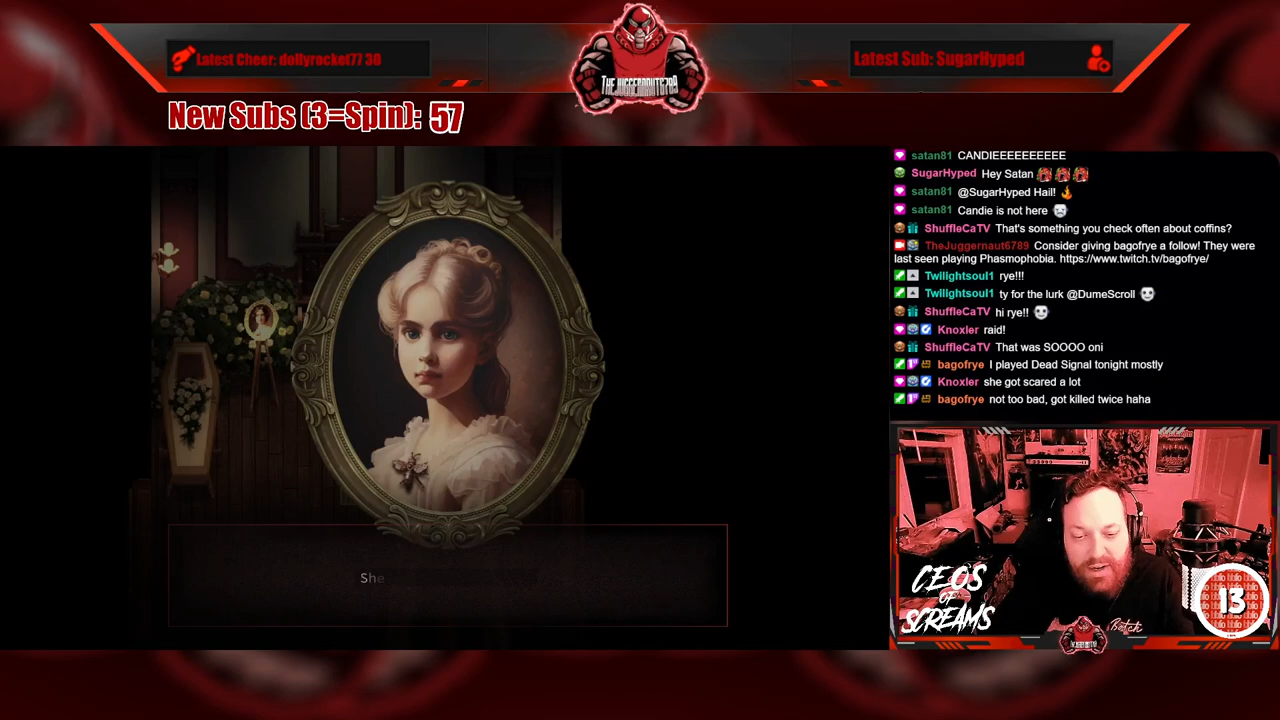 Latest Cheer: dollyrocket77 30
THEJUGGERNAUT6789
Latest Sub: SugarHyped
New Subs (3=Spin): 57
satan81 CANDIEEEEEEEEEE
SugarHyped Hey Satan
satan81 @SugarHyped Hail!
satan81 Candie is not here
ShuffleCaTV That's something you check often about coffins?
TheJuggernaut6789 Consider giving bagofrye a follow! They were
last seen playing Phasmophobia. https://www.twitch.tv/bagofrye/
Twilightsoul1 rye!!!
Twilightsoul1 ty for the lurk @DumeScroll
ShuffleCaTV hi rye!!
Knoxler raid!
ShuffleCaTV That was SOOOO oni
bagofrye I played Dead Signal tonight mostly
Knoxler she got scared a lot
bagofrye not too bad, got killed twice haha
She
CEOS
OF
SCREAMS
13